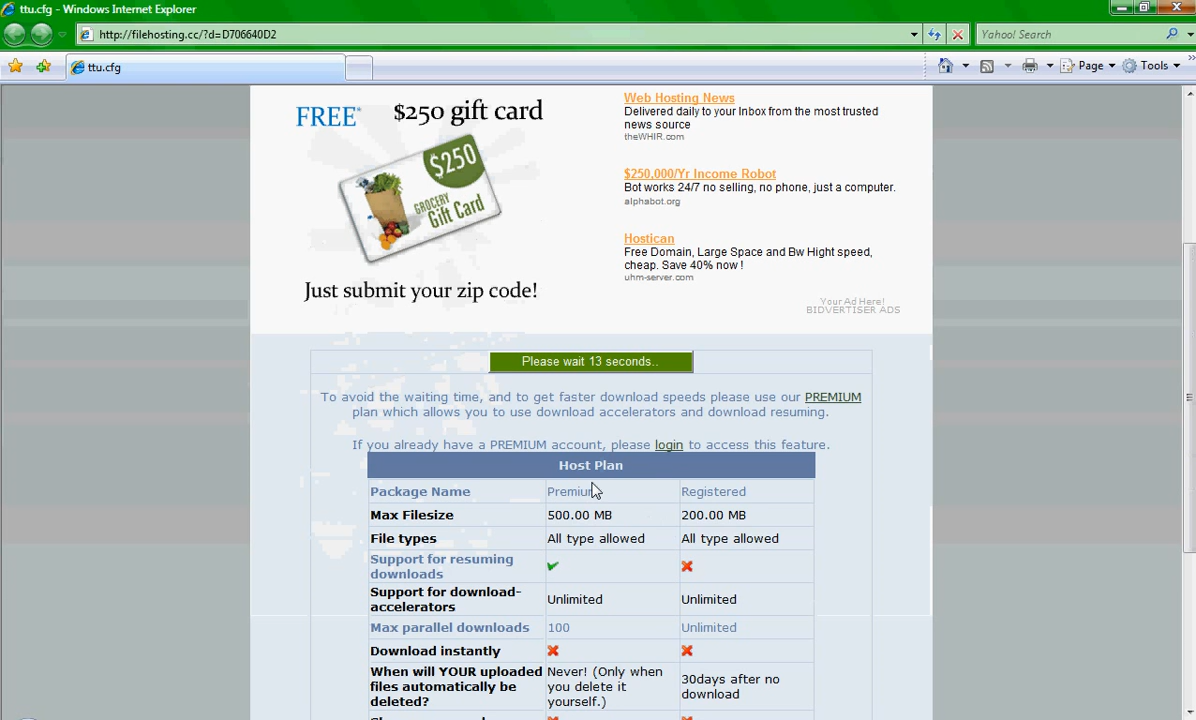 ttu.cfg - Windows Internet Explorer
http://filehosting.cc/?d=D706640D2
Yahoo! Search
ttu.cfg
Page
Tools
FREE* $250 gift card
$250
GROCERY
Gift Card
Just submit your zip code!
Web Hosting News
Delivered daily to your Inbox from the most trusted
news source
theWHIR.com
$250,000/Yr Income Robot
Bot works 24/7 no selling, no phone, just a computer.
alphabot.org
Hostican
Free Domain, Large Space and Bw Hight speed,
cheap. Save 40% now !
uhm-server.com
Your Ad Here!
BIDVERTISER ADS
Please wait 13 seconds..
To avoid the waiting time, and to get faster download speeds please use our PREMIUM
plan which allows you to use download accelerators and download resuming.
If you already have a PREMIUM account, please login to access this feature.
Host Plan
Package Name Premium Registered
Max Filesize 500.00 MB 200.00 MB
File types All type allowed All type allowed
Support for resuming
downloads
Support for download-
accelerators Unlimited Unlimited
Max parallel downloads 100 Unlimited
Download instantly
When will YOUR uploaded
files automatically be
deleted?
Never! (Only when
you delete it
yourself.)
30days after no
download